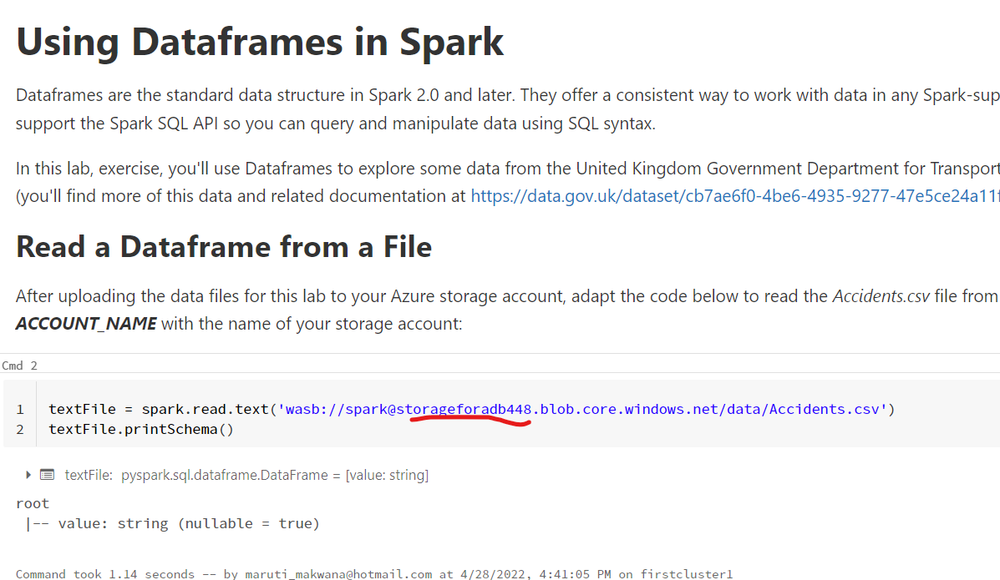 Using Dataframes in Spark
Dataframes are the standard data structure in Spark 2.0 and later. They offer a consistent way to work with data in any Spark-sup
support the Spark SQL API so you can query and manipulate data using SQL syntax.
In this lab, exercise, you'll use Dataframes to explore some data from the United Kingdom Government Department for Transport
(you'll find more of this data and related documentation at https://data.gov.uk/dataset/cb7ae6f0-4be6-4935-9277-47e5ce24a11f
Read a Dataframe from a File
After uploading the data files for this lab to your Azure storage account, adapt the code below to read the Accidents.csv file from
ACCOUNT_NAME with the name of your storage account:
Cmd 2
1 textFile = spark.read.text('wasb://spark@storageforadb448.blob.core.windows.net/data/Accidents.csv')
2 textFile.printSchema()
textFile: pyspark.sql.dataframe.DataFrame = [value: string]
root
|-- value: string (nullable = true)
Command took 1.14 seconds -- by maruti_makwana@hotmail.com at 4/28/2022, 4:41:05 PM on firstcluster1